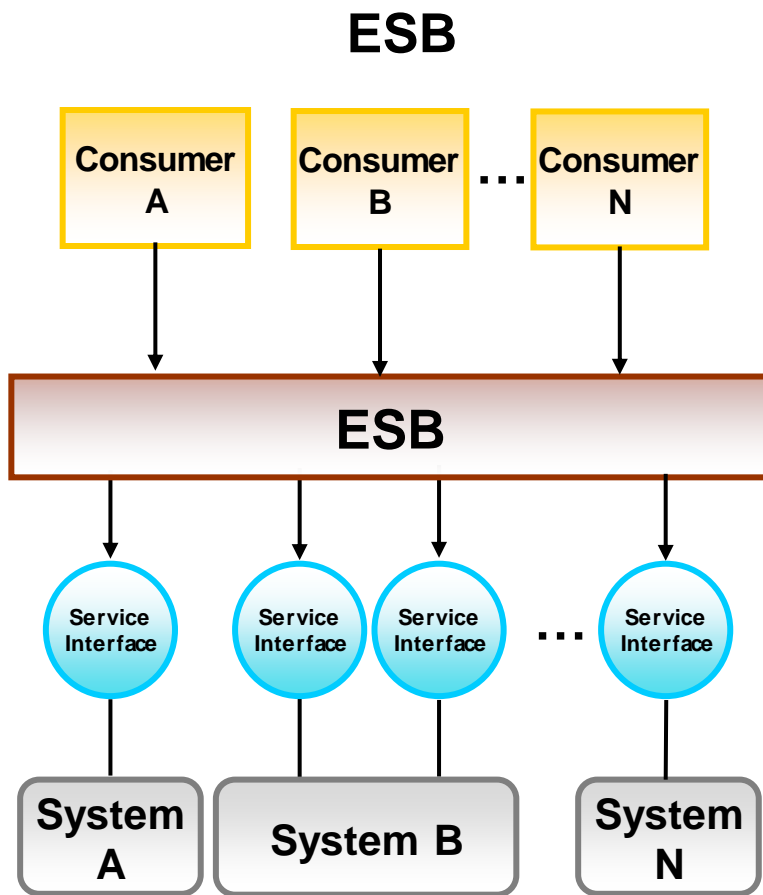 ESB
Consumer
A
Consumer
B
...
Consumer
N
ESB
Service
Interface
Service
Interface
Service
Interface
...
Service
Interface
System
A
System B
System
N